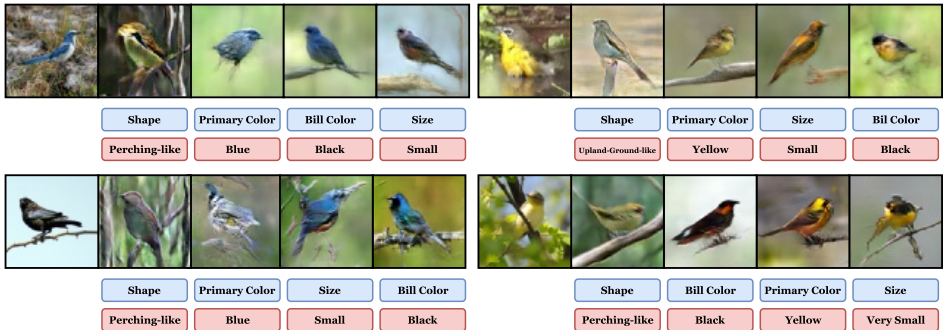 Shape Primary Color Bill Color Size
Perching-like Blue Black Small
Shape Primary Color Size Bil Color
Upland-Ground-like Yellow Small Black
Shape Primary Color Size Bill Color
Perching-like Blue Small Black
Shape Bill Color Primary Color Size
Perching-like Black Yellow Very Small